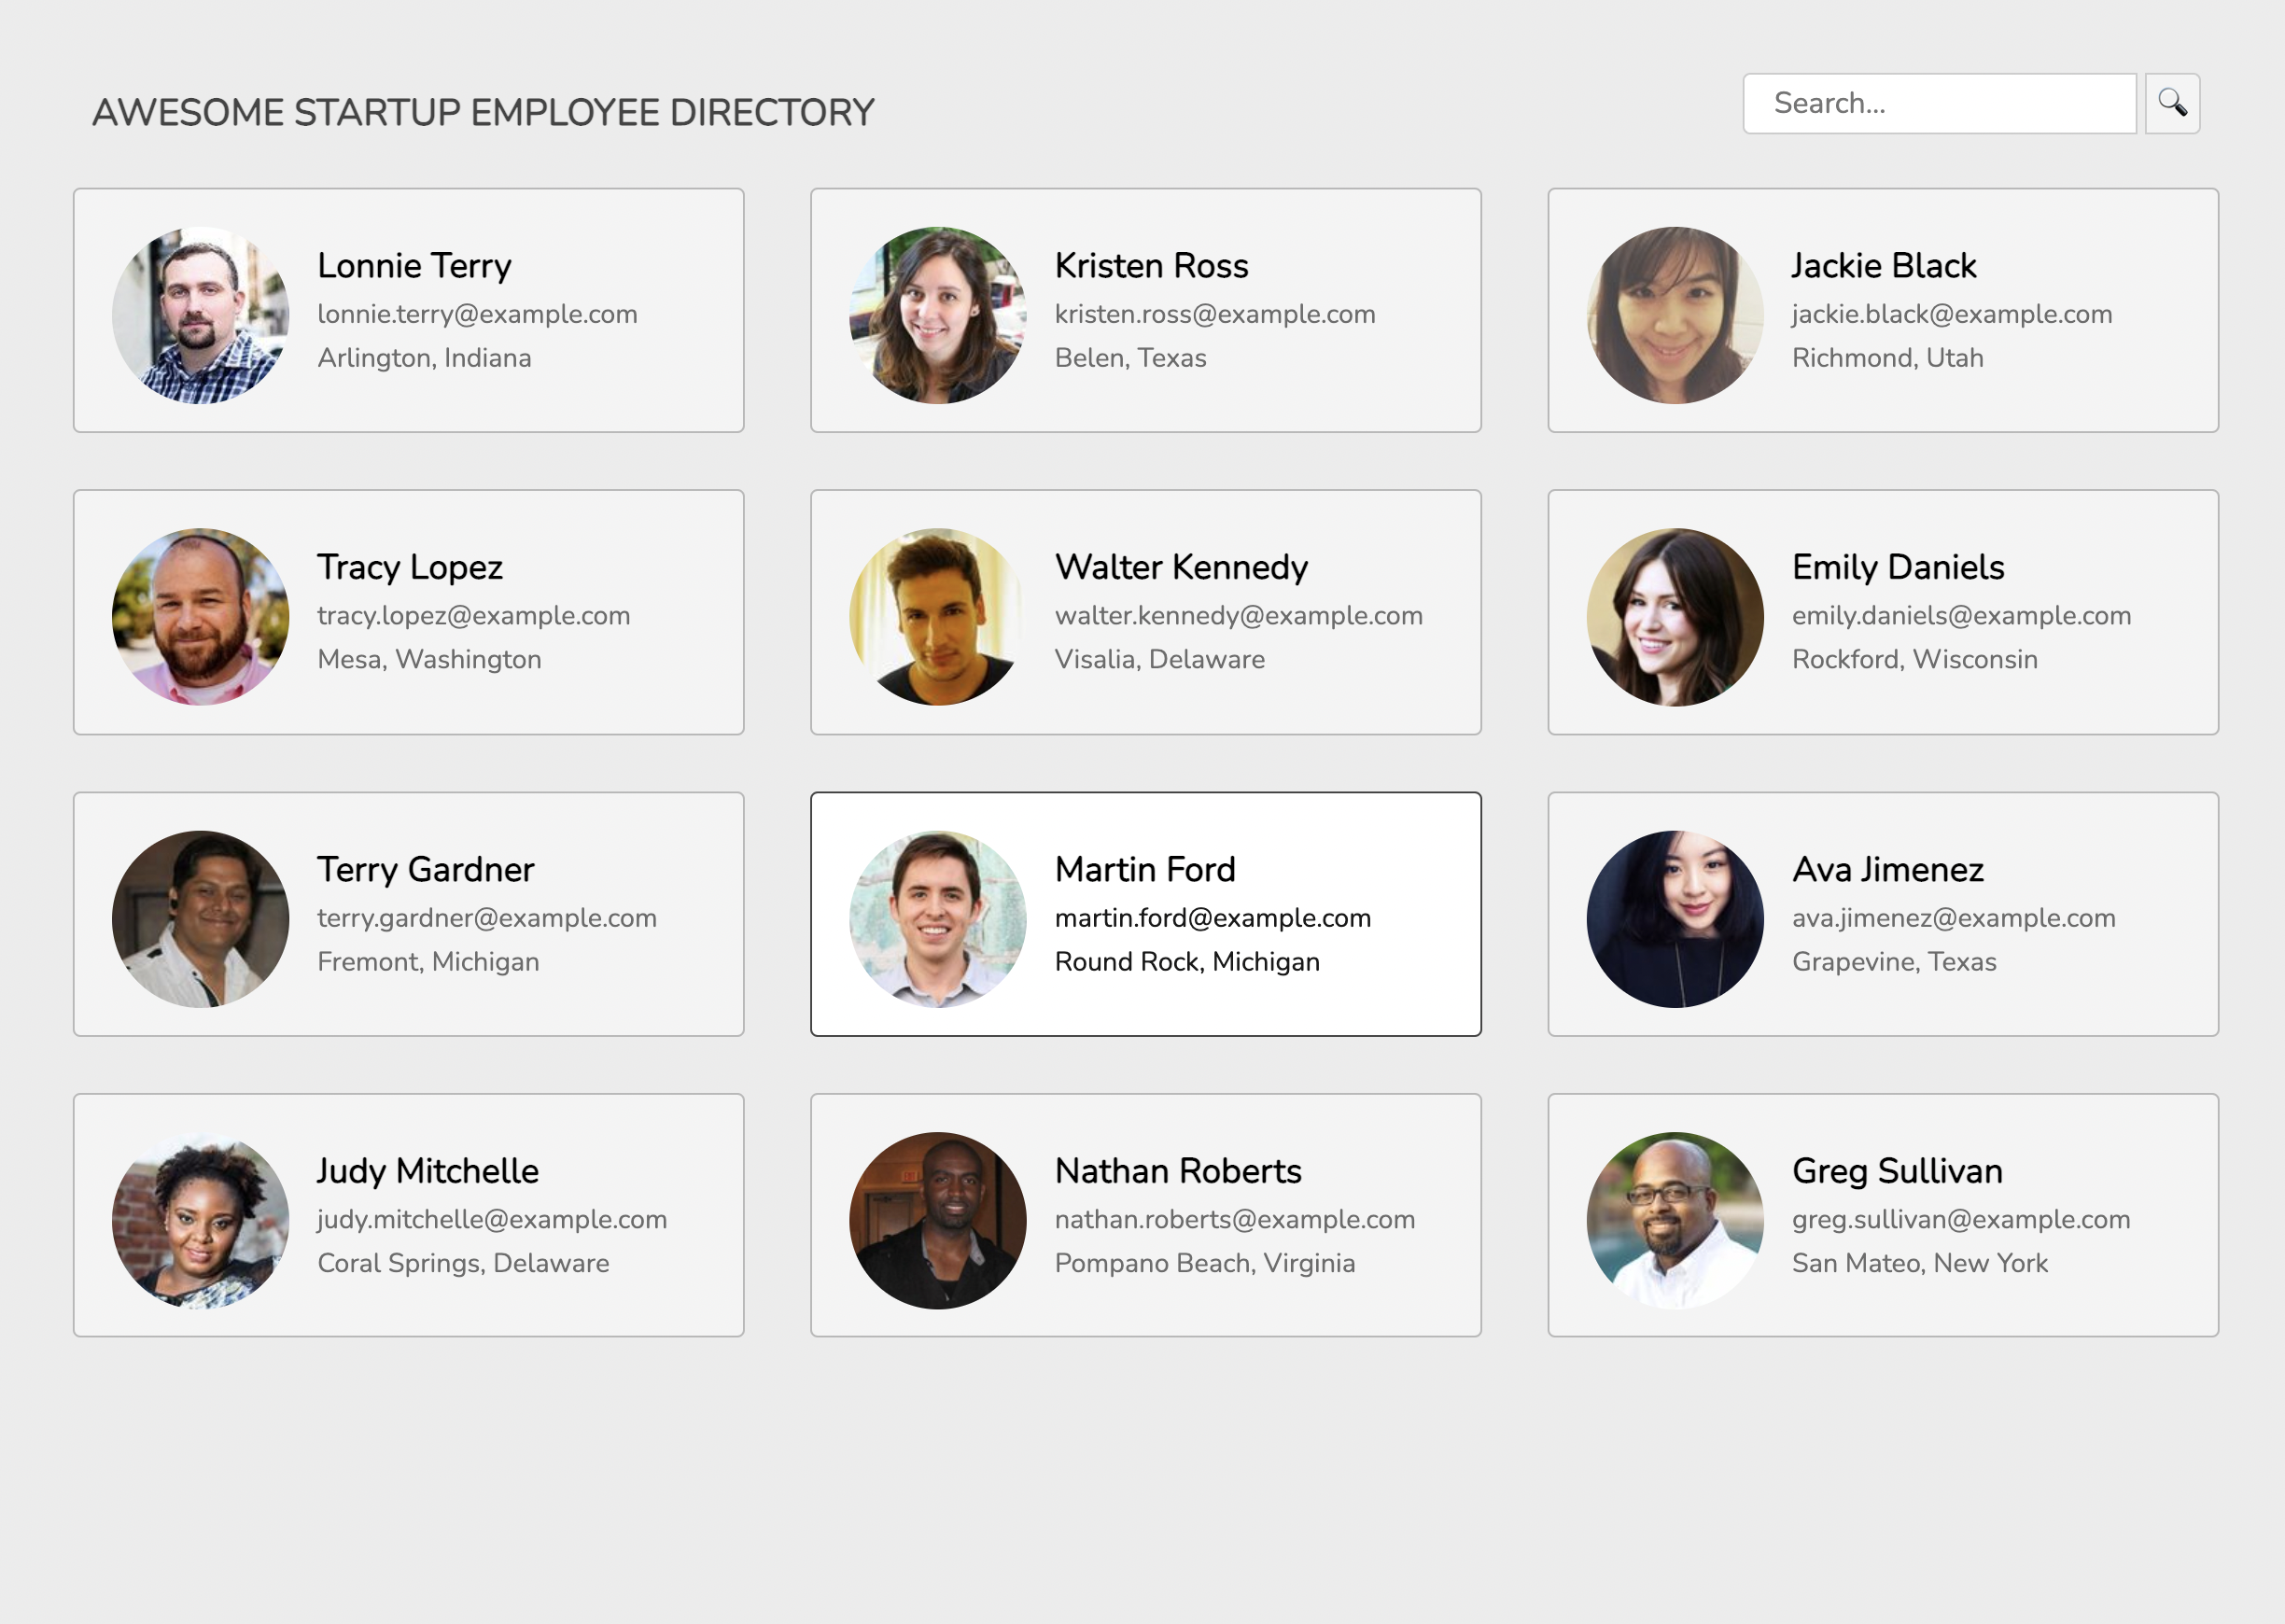 AWESOME STARTUP EMPLOYEE DIRECTORY
Search...
Lonnie Terry
lonnie.terry@example.com
Arlington, Indiana
Kristen Ross
kristen.ross@example.com
Belen, Texas
Jackie Black
jackie.black@example.com
Richmond, Utah
Tracy Lopez
tracy.lopez@example.com
Mesa, Washington
Walter Kennedy
walter.kennedy@example.com
Visalia, Delaware
Emily Daniels
emily.daniels@example.com
Rockford, Wisconsin
Terry Gardner
terry.gardner@example.com
Fremont, Michigan
Martin Ford
martin.ford@example.com
Round Rock, Michigan
Ava Jimenez
ava.jimenez@example.com
Grapevine, Texas
Judy Mitchelle
judy.mitchelle@example.com
Coral Springs, Delaware
Nathan Roberts
nathan.roberts@example.com
Pompano Beach, Virginia
Greg Sullivan
greg.sullivan@example.com
San Mateo, New York